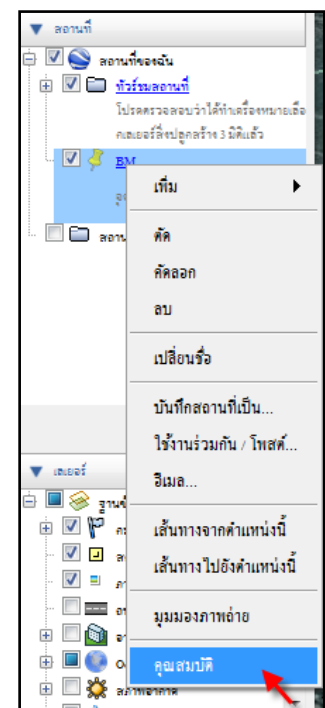 สถานที่
สถานที่ของฉัน
ทัวร์ชมสถานที่
โปรดตรวจสอบว่าได้ทำเครื่องหมายเลือ
กเลเยอร์สิ่งปลูกสร้าง 3 มิติแล้ว
BM
เพิ่ม
ตัด
คัดลอก
ลบ
เปลี่ยนชื่อ
บันทึกสถานที่เป็น...
ใช้งานร่วมกัน / โพสต์...
อีเมล...
เส้นทางจากตำแหน่งนี้
เส้นทางไปยังตำแหน่งนี้
มุมมองภาพถ่าย
คุณสมบัติ
เลเยอร์
สภาพอากาศ